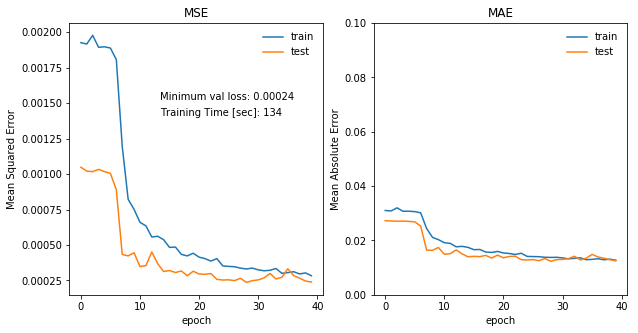 MSE
Mean Squared Error
0.00200
0.00175
0.00150
0.00125
0.00100
0.00075
0.00050
0.00025
train
test
Minimum val loss: 0.00024
Training Time [sec]: 134
0 10 20 30 40
epoch
MAE
Mean Absolute Error
0.10
0.08
0.06
0.04
0.02
0.00
train
test
0 10 20 30 40
epoch